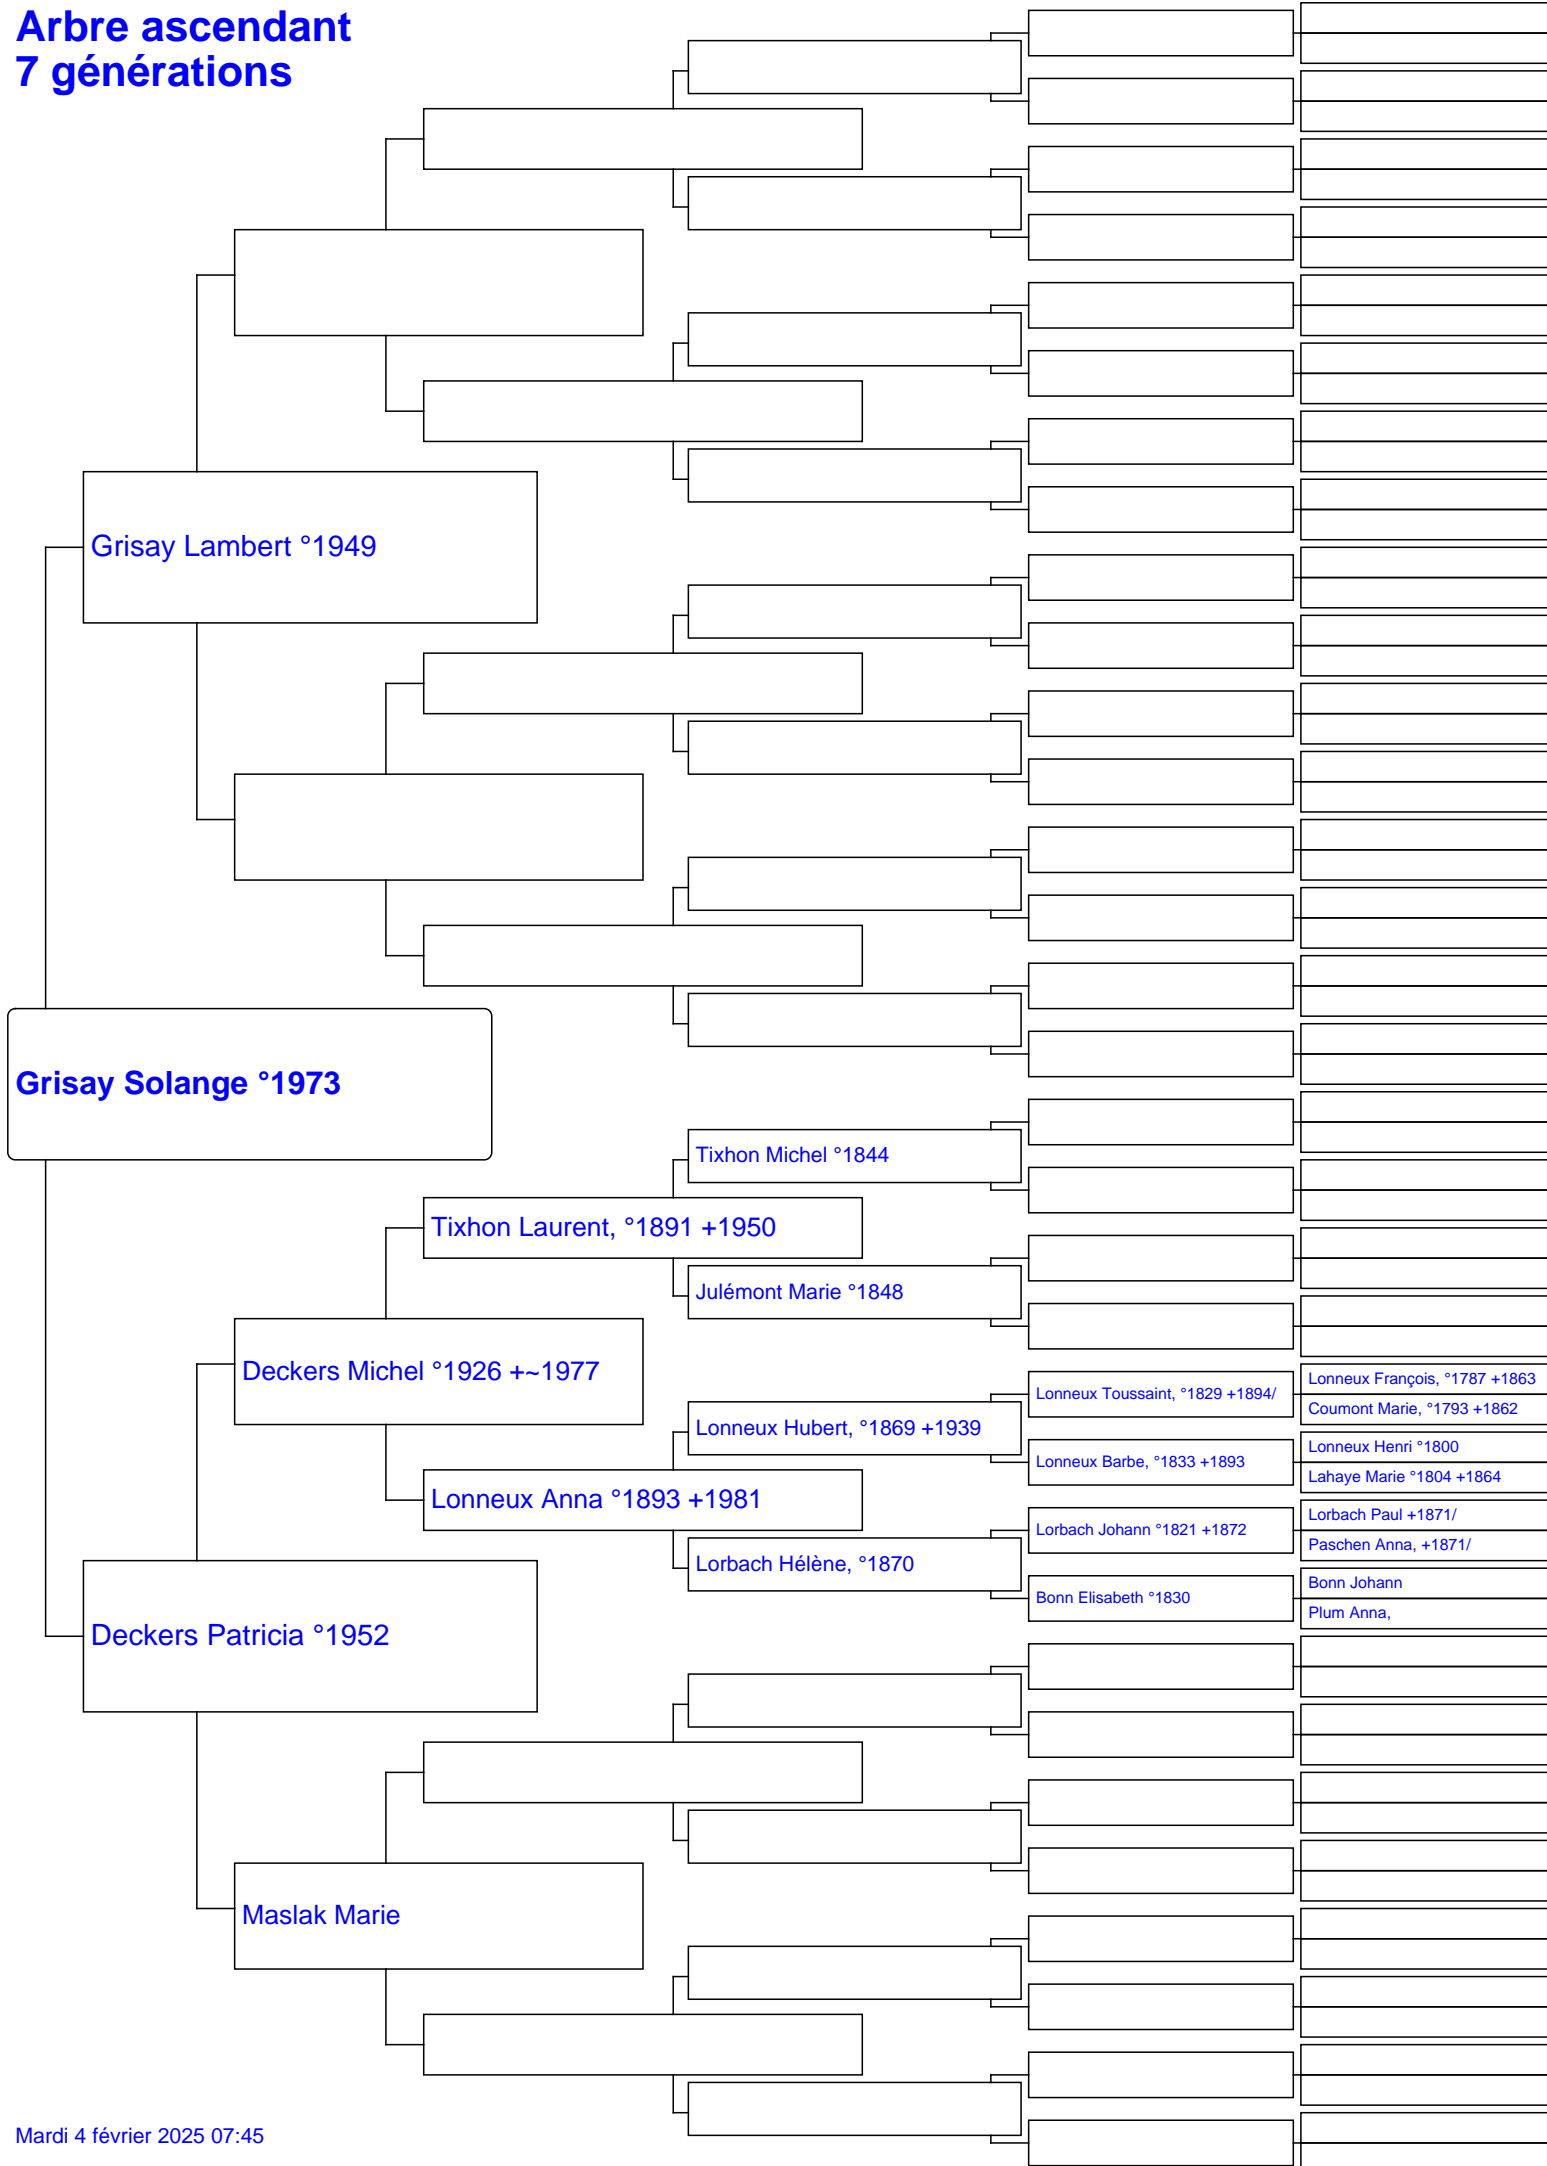 Arbre ascendant
7 générations
Grisay Lambert °1949
Grisay Solange °1973
Tixhon Michel °1844
Tixhon Laurent, °1891 +1950
Julémont Marie °1848
Deckers Michel °1926 +~1977
Lonneux Toussaint, °1829 +1894/
Lonneux François, °1787 +1863
Coumont Marie, °1793 +1862
Lonneux Hubert, °1869 +1939
Lonneux Barbe, °1833 +1893
Lonneux Henri °1800
Lahaye Marie °1804 +1864
Lonneux Anna °1893 +1981
Lorbach Johann °1821 +1872
Lorbach Paul +1871/
Paschen Anna, +1871/
Lorbach Hélène, °1870
Bonn Elisabeth °1830
Bonn Johann
Plum Anna,
Deckers Patricia °1952
Maslak Marie
Mardi 4 février 2025 07:45